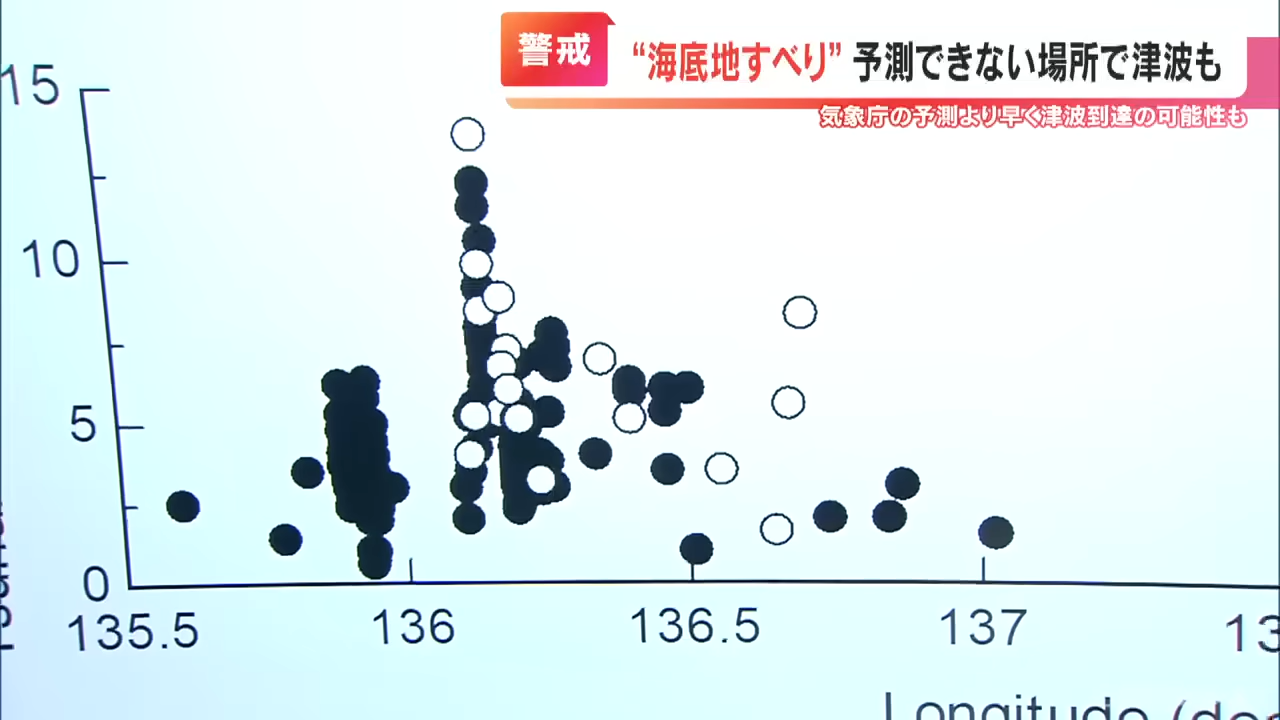 警戒
“海底地すべり” 予測できない場所で津波も
気象庁の予測より早く津波到達の可能性も
15
10
5
0
135.5 136 136.5 137
Longitude